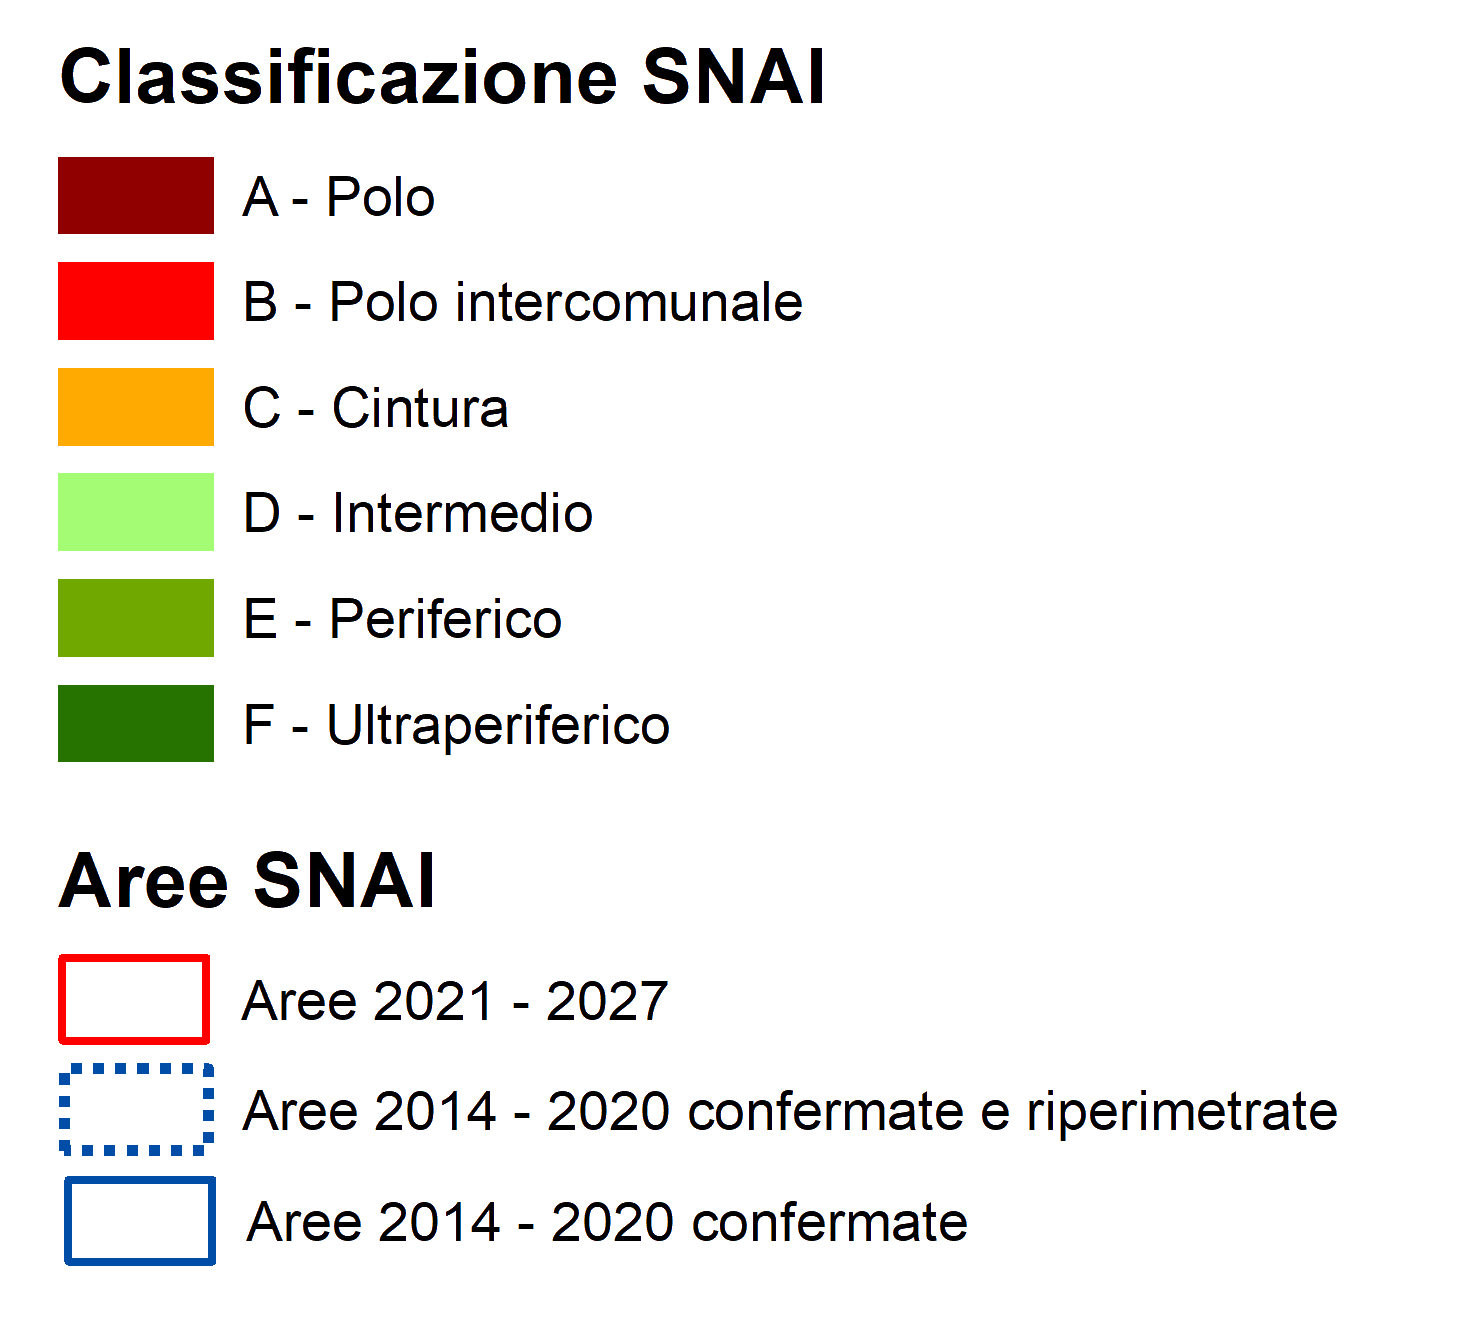 Classificazione SNAI
A - Polo
B - Polo intercomunale
C - Cintura
D - Intermedio
E - Periferico
F - Ultraperiferico
Aree SNAI
Aree 2021 - 2027
Aree 2014 - 2020 confermate e riperimetrate
Aree 2014 - 2020 confermate